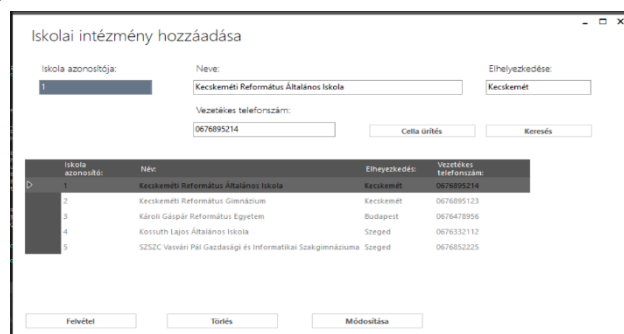 Iskolai intézmény hozzáadása
Iskola azonosítója: Neve: Elhelyezkedése:
1 Kecskeméti Református Általános Iskola Kecskemét
Vezetékes telefonszám:
0676895214 Cella ürítés Keresés
Iskola azonosító: Név: Elheyezkedés: Vezetékes telefonszám:
1 Kecskeméti Református Általános Iskola Kecskemét 0676895214
2 Kecskeméti Református Gimnázium Kecskemét 0676895123
3 Károli Gáspár Református Egyetem Budapest 0676478956
4 Kossuth Lajos Általános Iskola Szeged 0676332112
5 SZSZC Vasvári Pál Gazdasági és Informatikai Szakgimnáziuma Szeged 0676852225
Felvétel Törlés Módosítása